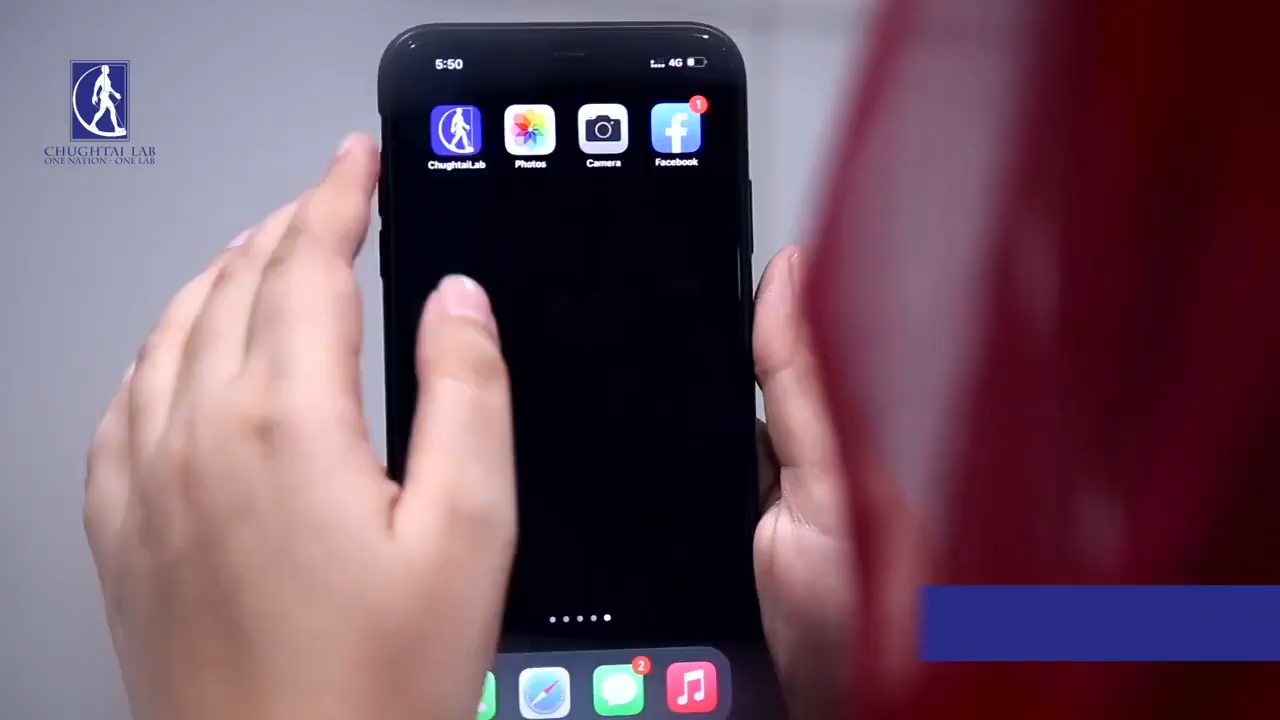 CHUGHTAI LAB
ONE NATION - ONE LAB
5:50
4G
1
ChughtaiLab
Photos
Camera
Facebook
2